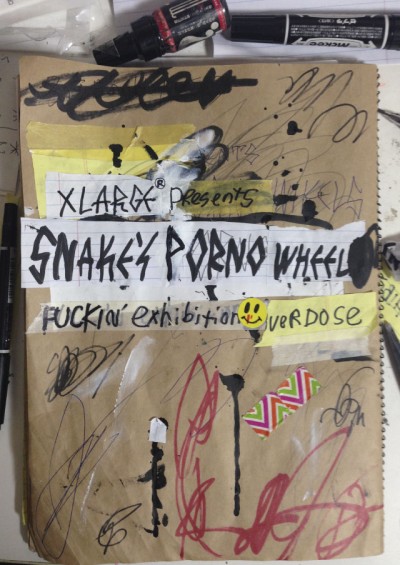 XLARGE® presents
SNAKE'S PORNO WHEEL
FUCKIN' exhibition OVERDOSE